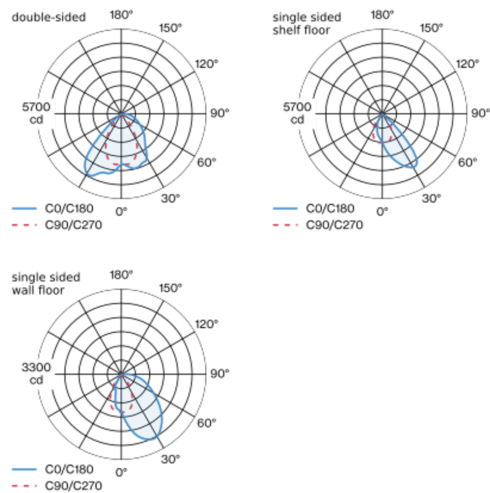 double-sided
180°
150°
120°
90°
60°
30°
0°
5700
cd
C0/C180
C90/C270
single sided
shelf floor
180°
150°
120°
90°
60°
30°
0°
5700
cd
C0/C180
C90/C270
single sided
wall floor
180°
150°
120°
90°
60°
30°
0°
3300
cd
C0/C180
C90/C270